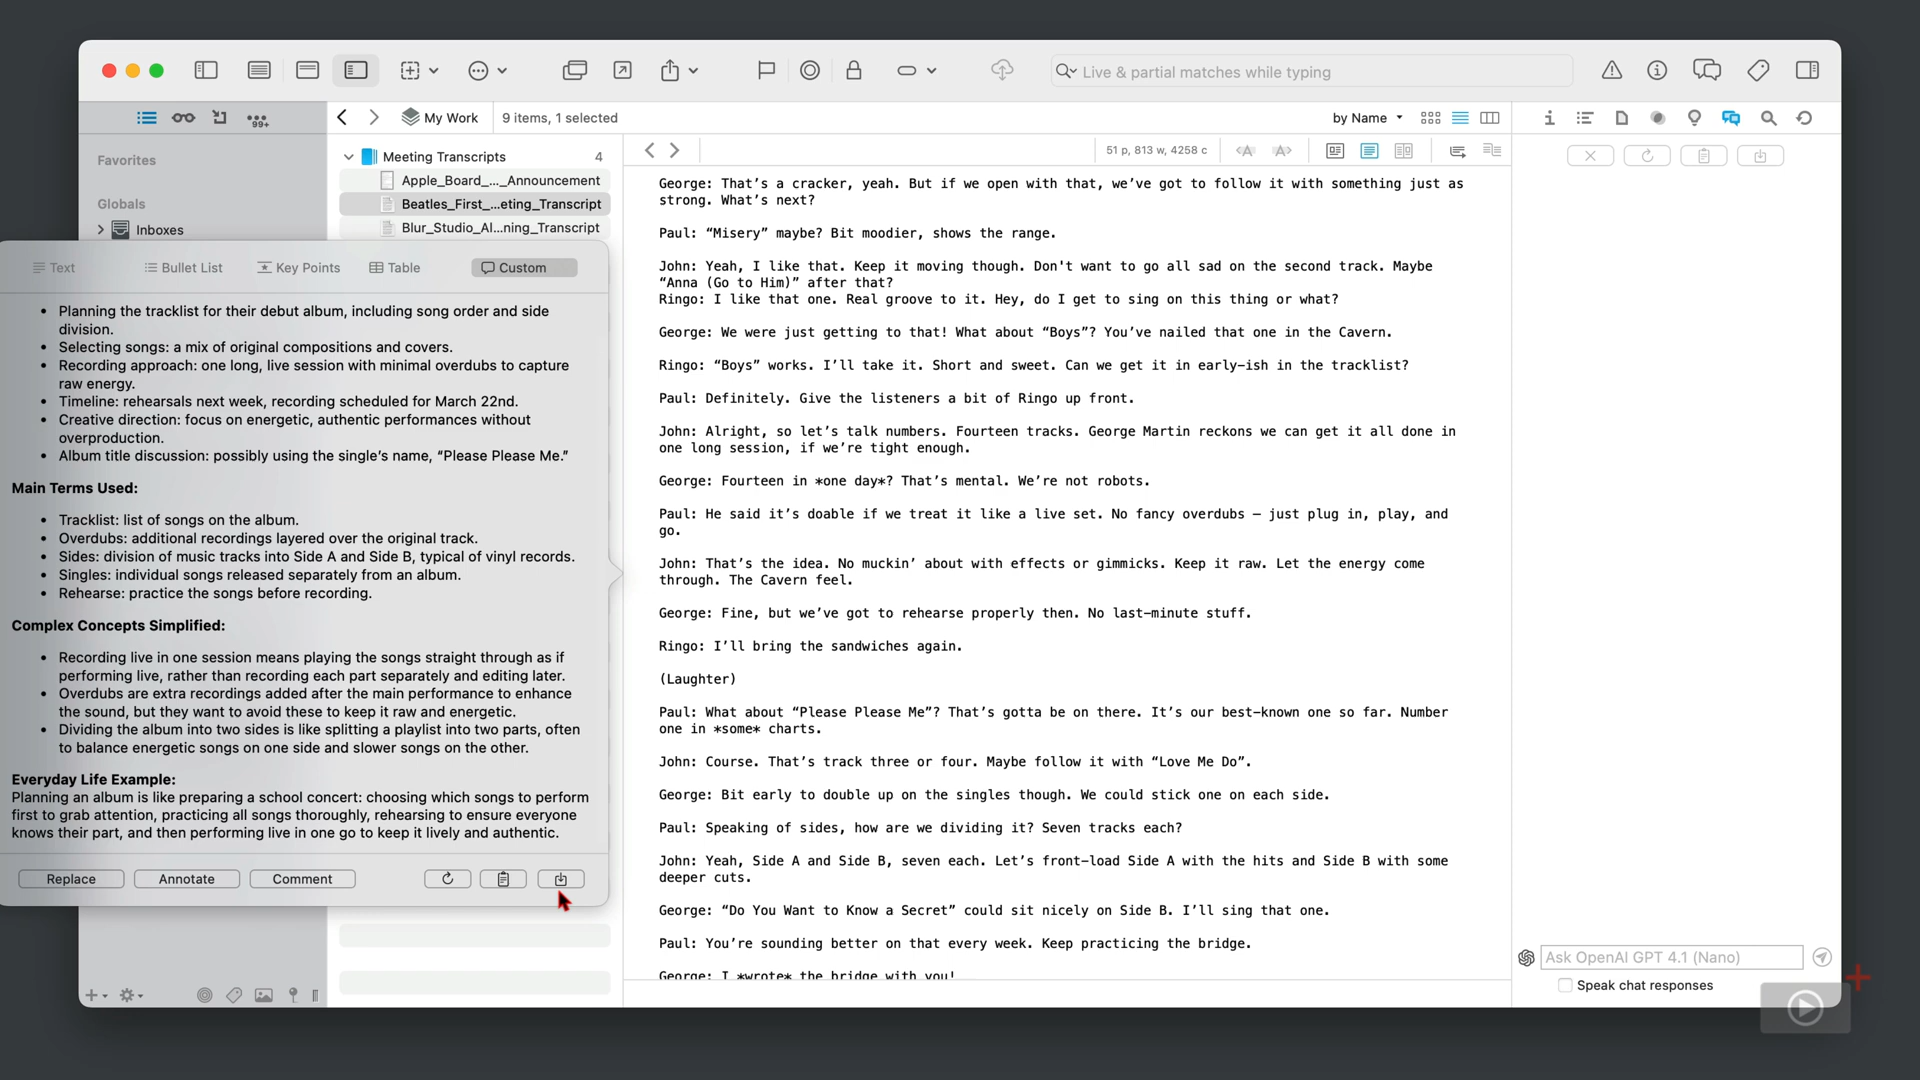 Live & partial matches while typing
99+
My Work
9 items, 1 selected
by Name
Favorites
Globals
Inboxes
Meeting Transcripts 4
Apple_Board_..._Announcement
Beatles_First_...eting_Transcript
Blur_Studio_Al...ning_Transcript
Text
Bullet List
Key Points
Table
Custom
• Planning the tracklist for their debut album, including song order and side
division.
• Selecting songs: a mix of original compositions and covers.
• Recording approach: one long, live session with minimal overdubs to capture
raw energy.
• Timeline: rehearsals next week, recording scheduled for March 22nd.
• Creative direction: focus on energetic, authentic performances without
overproduction.
• Album title discussion: possibly using the single’s name, “Please Please Me.”
Main Terms Used:
• Tracklist: list of songs on the album.
• Overdubs: additional recordings layered over the original track.
• Sides: division of music tracks into Side A and Side B, typical of vinyl records.
• Singles: individual songs released separately from an album.
• Rehearse: practice the songs before recording.
Complex Concepts Simplified:
• Recording live in one session means playing the songs straight through as if
performing live, rather than recording each part separately and editing later.
• Overdubs are extra recordings added after the main performance to enhance
the sound, but they want to avoid these to keep it raw and energetic.
• Dividing the album into two sides is like splitting a playlist into two parts, often
to balance energetic songs on one side and slower songs on the other.
Everyday Life Example:
Planning an album is like preparing a school concert: choosing which songs to perform
first to grab attention, practicing all songs thoroughly, rehearsing to ensure everyone
knows their part, and then performing live in one go to keep it lively and authentic.
Replace
Annotate
Comment
51 p, 813 w, 4258 c
George: That’s a cracker, yeah. But if we open with that, we’ve got to follow it with something just as
strong. What’s next?
Paul: “Misery” maybe? Bit moodier, shows the range.
John: Yeah, I like that. Keep it moving though. Don't want to go all sad on the second track. Maybe
“Anna (Go to Him)” after that?
Ringo: I like that one. Real groove to it. Hey, do I get to sing on this thing or what?
George: We were just getting to that! What about “Boys”? You’ve nailed that one in the Cavern.
Ringo: “Boys” works. I’ll take it. Short and sweet. Can we get it in early-ish in the tracklist?
Paul: Definitely. Give the listeners a bit of Ringo up front.
John: Alright, so let’s talk numbers. Fourteen tracks. George Martin reckons we can get it all done in
one long session, if we’re tight enough.
George: Fourteen in *one day*? That’s mental. We’re not robots.
Paul: He said it’s doable if we treat it like a live set. No fancy overdubs — just plug in, play, and
go.
John: That’s the idea. No muckin’ about with effects or gimmicks. Keep it raw. Let the energy come
through. The Cavern feel.
George: Fine, but we’ve got to rehearse properly then. No last-minute stuff.
Ringo: I’ll bring the sandwiches again.
(Laughter)
Paul: What about “Please Please Me”? That’s gotta be on there. It’s our best-known one so far. Number
one in *some* charts.
John: Course. That’s track three or four. Maybe follow it with “Love Me Do”.
George: Bit early to double up on the singles though. We could stick one on each side.
Paul: Speaking of sides, how are we dividing it? Seven tracks each?
John: Yeah, Side A and Side B, seven each. Let’s front-load Side A with the hits and Side B with some
deeper cuts.
George: “Do You Want to Know a Secret” could sit nicely on Side B. I’ll sing that one.
Paul: You’re sounding better on that every week. Keep practicing the bridge.
George: I *wrote* the bridge with you!
Ask OpenAI GPT 4.1 (Nano)
Speak chat responses